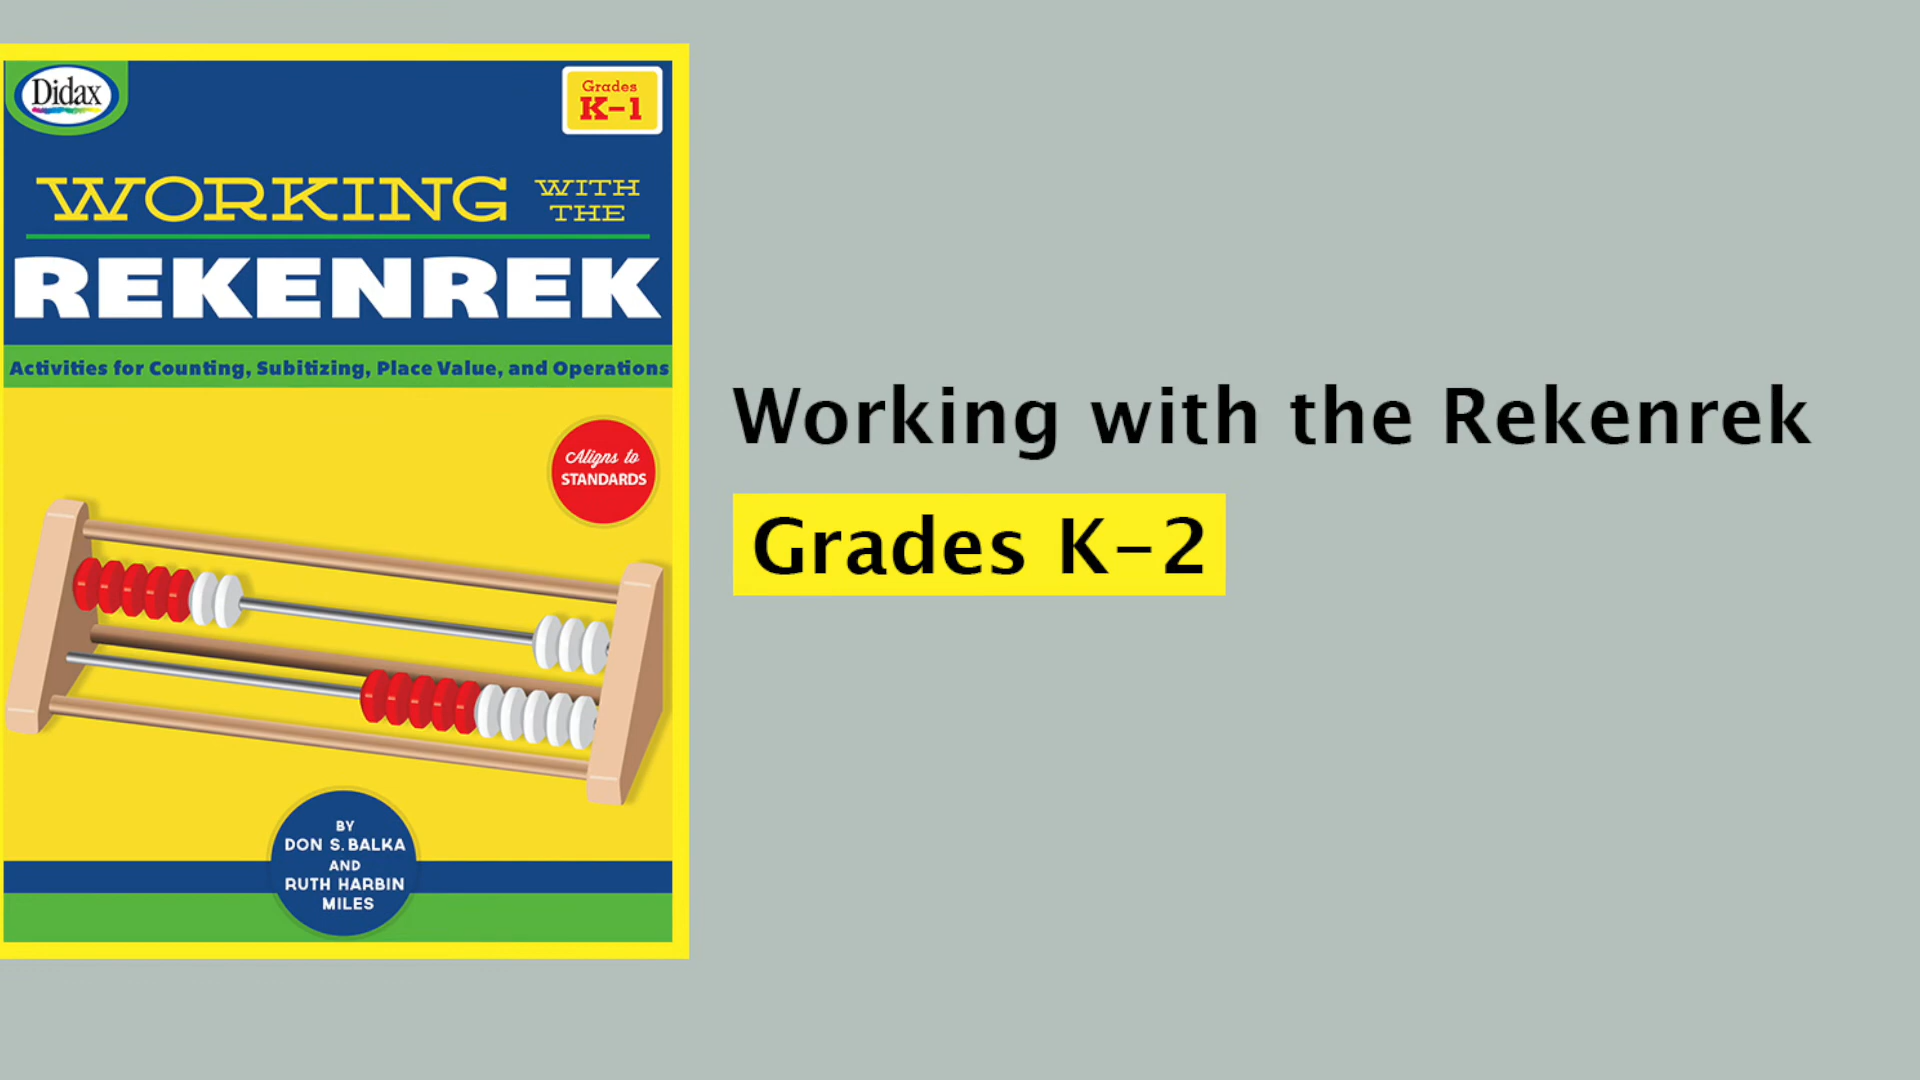 Didax
Grades
K-1
WORKING WITH
THE
REKENREK
Activities for Counting, Subitizing, Place Value, and Operations
Aligns to
STANDARDS
BY
DON S. BALKA
AND
RUTH HARBIN
MILES
Working with the Rekenrek
Grades K-2